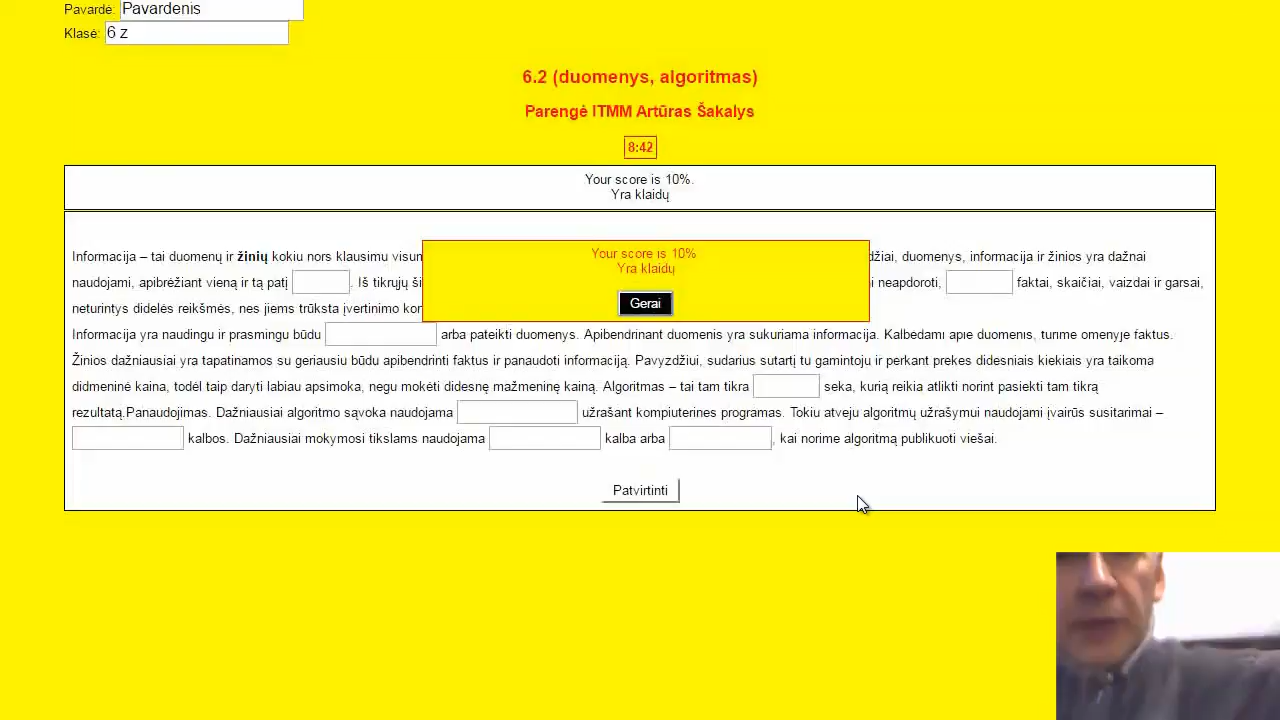 Pavardė: Pavardenis
Klasė: 6 z
6.2 (duomenys, algoritmas)
Parengė ITMM Artūras Šakalys
8:42
Your score is 10%.
Yra klaidų
Informacija – tai duomenų ir žinių kokiu nors klausimu visum džiai, duomenys, informacija ir žinios yra dažnai
Your score is 10%
Yra klaidų
Gerai
naudojami, apibrėžiant vieną ir tą patį . Iš tikrųjų ši i neapdoroti, faktai, skaičiai, vaizdai ir garsai,
neturintys didelės reikšmės, nes jiems trūksta įvertinimo kon
Informacija yra naudingu ir prasmingu būdu arba pateikti duomenys. Apibendrinant duomenis yra sukuriama informacija. Kalbėdami apie duomenis, turime omenyje faktus.
Žinios dažniausiai yra tapatinamos su geriausiu būdu apibendrinti faktus ir panaudoti informaciją. Pavyzdžiui, sudarius sutartį tu gamintoju ir perkant prekes didesniais kiekiais yra taikoma
didmeninė kaina, todėl taip daryti labiau apsimoka, negu mokėti didesnę mažmeninę kainą. Algoritmas – tai tam tikra seka, kurią reikia atlikti norint pasiekti tam tikrą
rezultatą.Panaudojimas. Dažniausiai algoritmo sąvoka naudojama užrašant kompiuterines programas. Tokiu atveju algoritmų užrašymui naudojami įvairūs susitarimai –
kalbos. Dažniausiai mokymosi tikslams naudojama kalba arba , kai norime algoritmą publikuoti viešai.
Patvirtinti